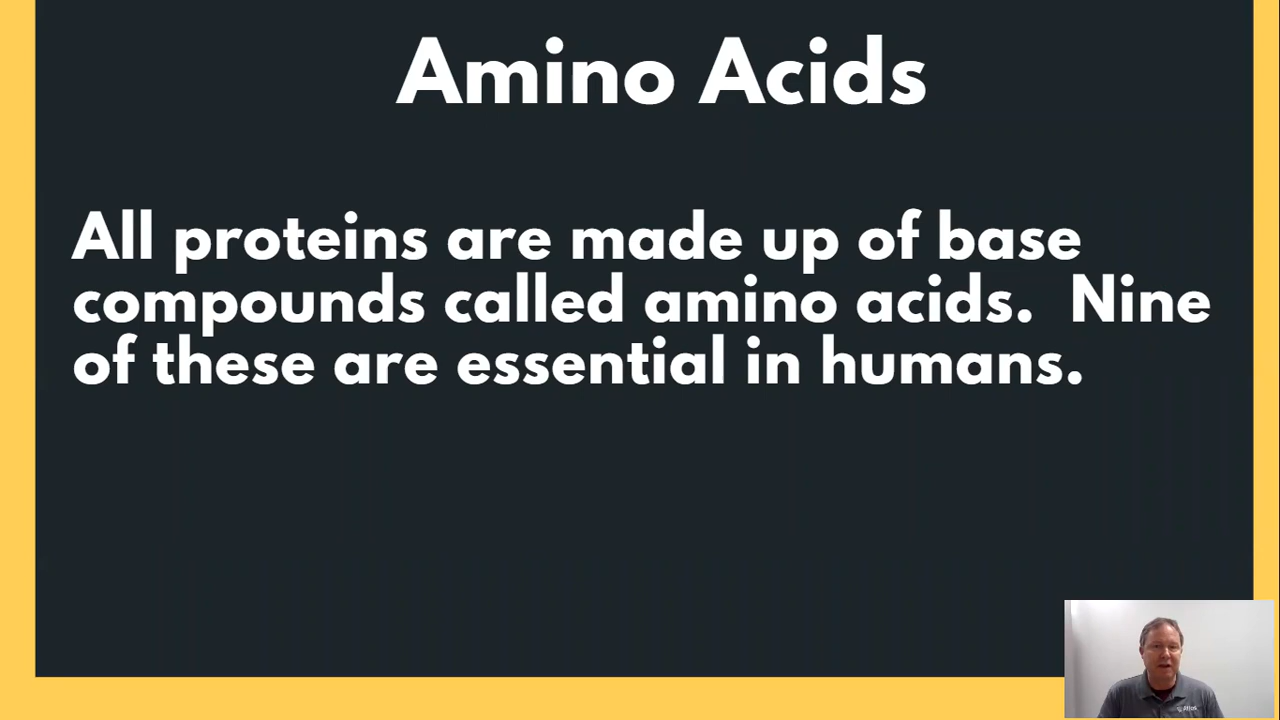 Amino Acids
All proteins are made up of base
compounds called amino acids.  Nine
of these are essential in humans.